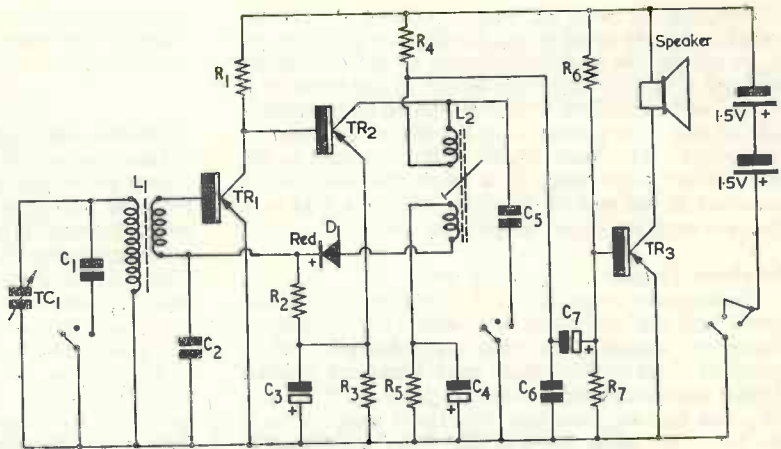 Speaker
R4
R6
R1
1·5V +
L2
TR2
1·5V +
L1
TR1
C5
C1
D
Red
+
TR3
TC1
R2
C7
+
C2
C3
+
R3
R5
C4
+
C6
R7